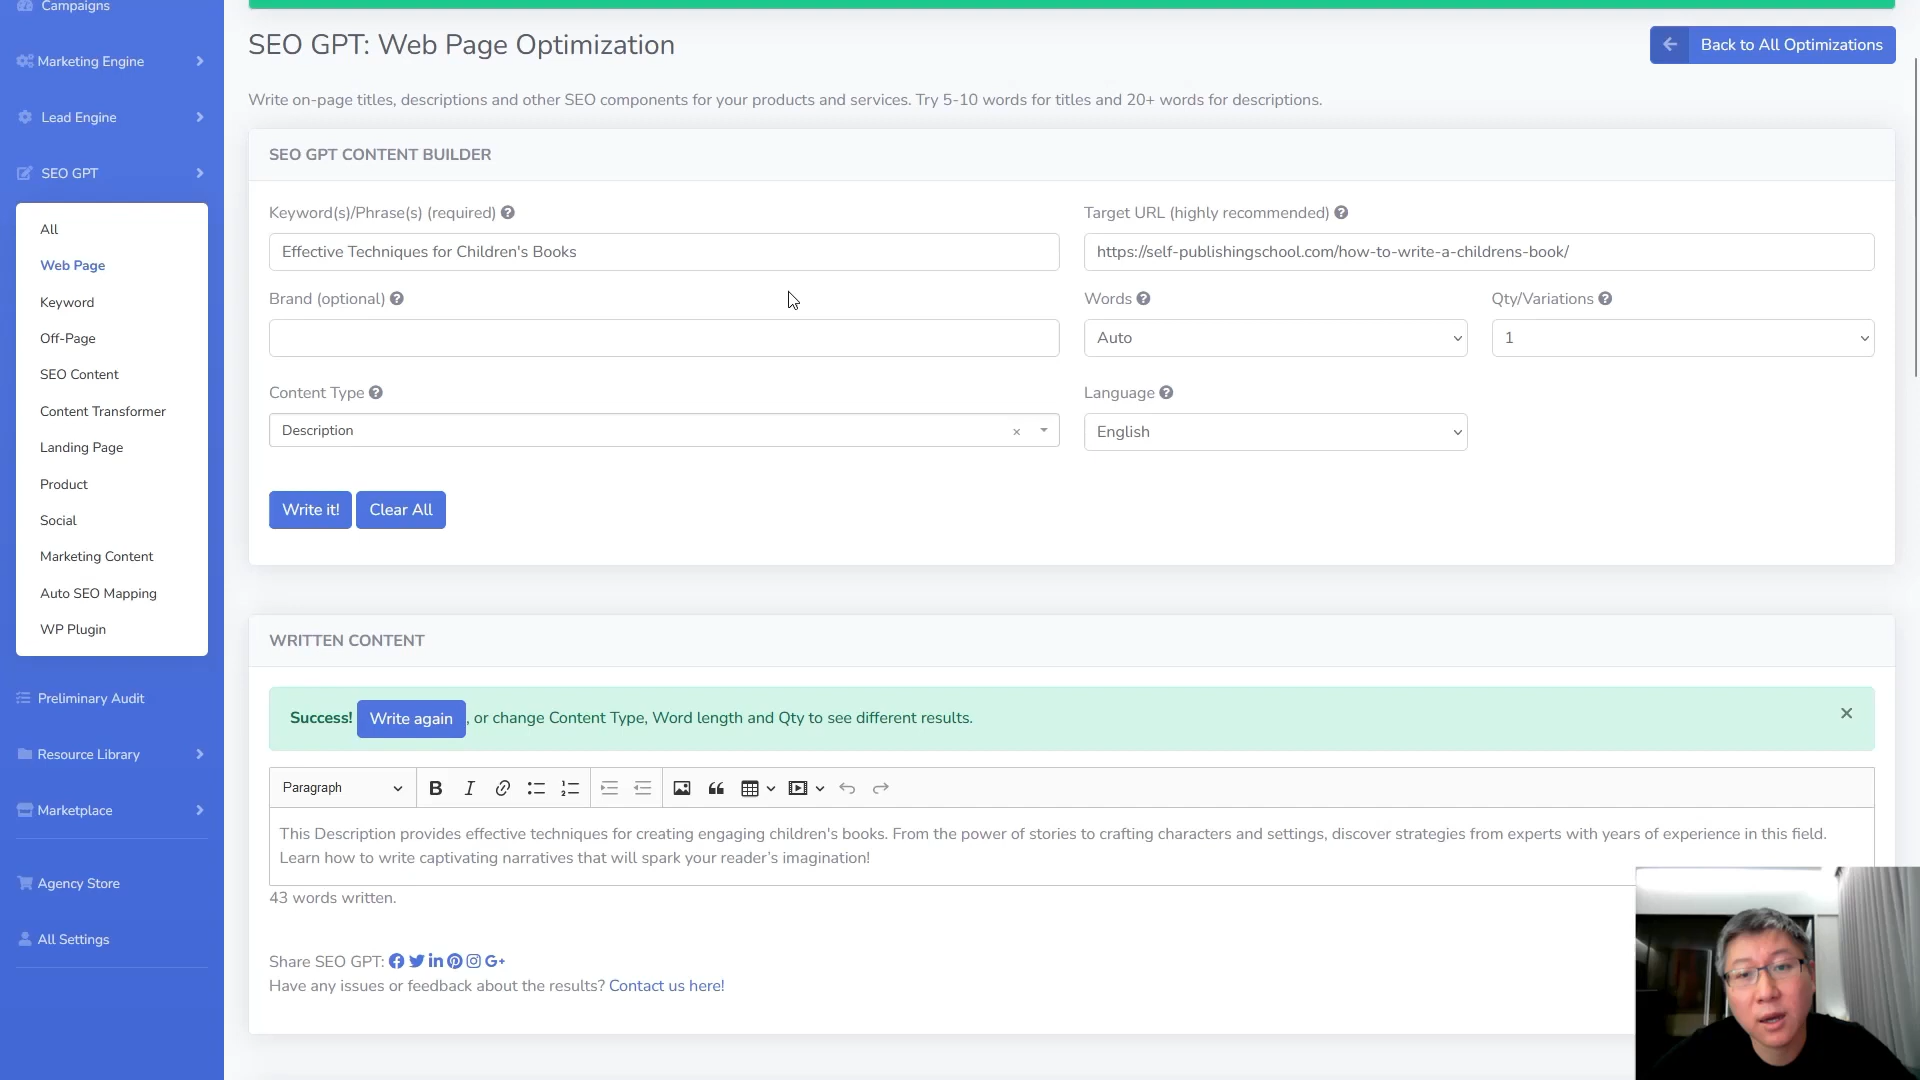 Campaigns
Marketing Engine
Lead Engine
SEO GPT
All
Web Page
Keyword
Off-Page
SEO Content
Content Transformer
Landing Page
Product
Social
Marketing Content
Auto SEO Mapping
WP Plugin
Preliminary Audit
Resource Library
Marketplace
Agency Store
All Settings
SEO GPT: Web Page Optimization
Back to All Optimizations
Write on-page titles, descriptions and other SEO components for your products and services. Try 5-10 words for titles and 20+ words for descriptions.
SEO GPT CONTENT BUILDER
Keyword(s)/Phrase(s) (required)
Target URL (highly recommended)
Effective Techniques for Children's Books
https://self-publishingschool.com/how-to-write-a-childrens-book/
Brand (optional)
Words
Qty/Variations
Auto
1
Content Type
Language
Description
English
Write it!
Clear All
WRITTEN CONTENT
Success! Write again , or change Content Type, Word length and Qty to see different results.
Paragraph
This Description provides effective techniques for creating engaging children's books. From the power of stories to crafting characters and settings, discover strategies from experts with years of experience in this field.
Learn how to write captivating narratives that will spark your reader’s imagination!
43 words written.
Share SEO GPT:
Have any issues or feedback about the results? Contact us here!